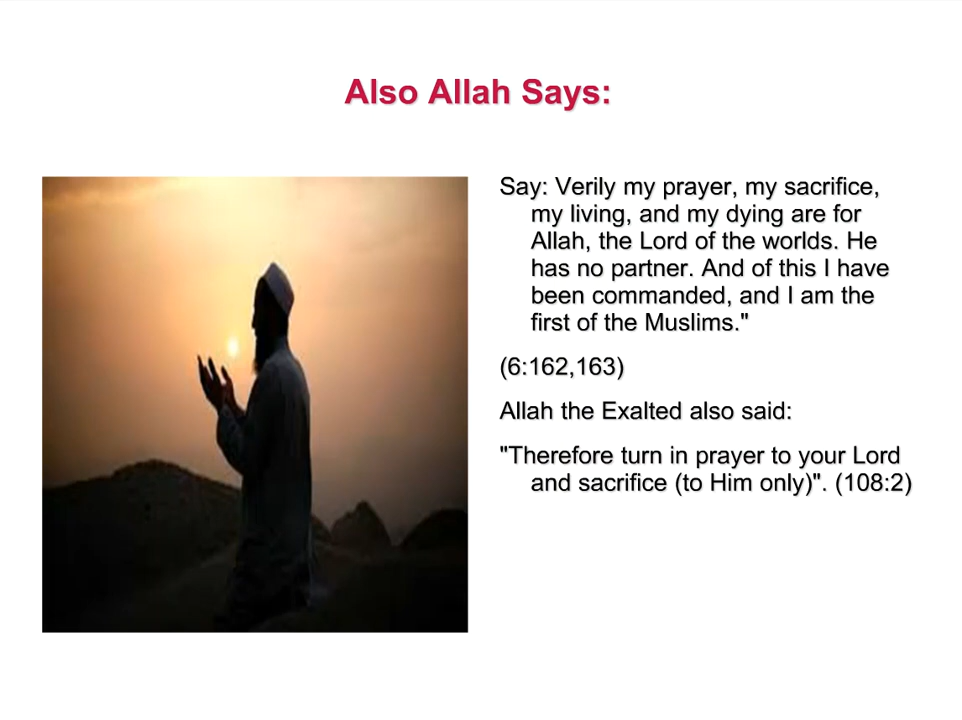 Also Allah Says:
Say: Verily my prayer, my sacrifice,
my living, and my dying are for
Allah, the Lord of the worlds. He
has no partner. And of this I have
been commanded, and I am the
first of the Muslims."
(6:162,163)
Allah the Exalted also said:
"Therefore turn in prayer to your Lord
and sacrifice (to Him only)". (108:2)